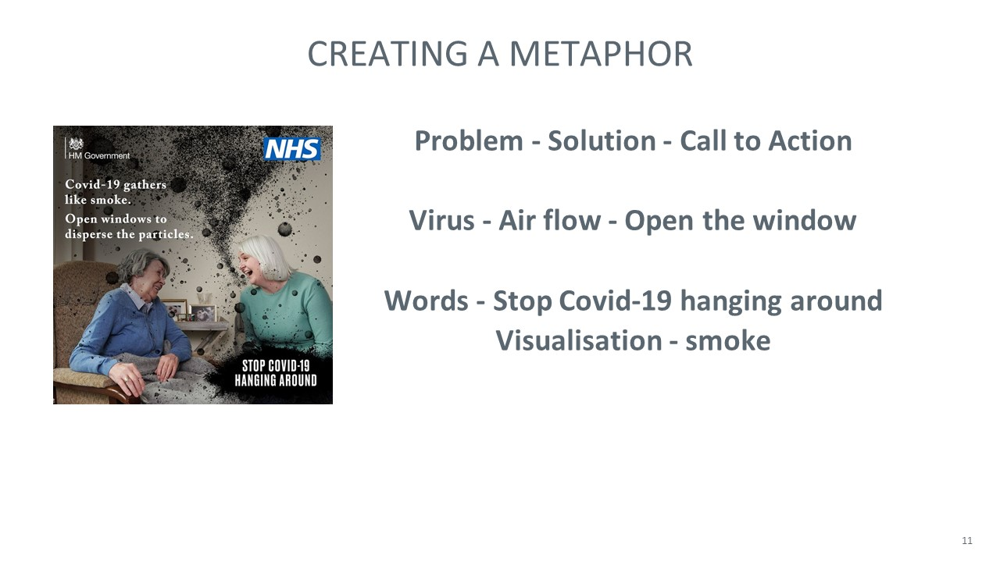 CREATING A METAPHOR
HM Government
NHS
Covid-19 gathers
like smoke.
Open windows to
disperse the particles.
STOP COVID-19
HANGING AROUND
Problem - Solution - Call to Action
Virus - Air flow - Open the window
Words - Stop Covid-19 hanging around
Visualisation - smoke
11